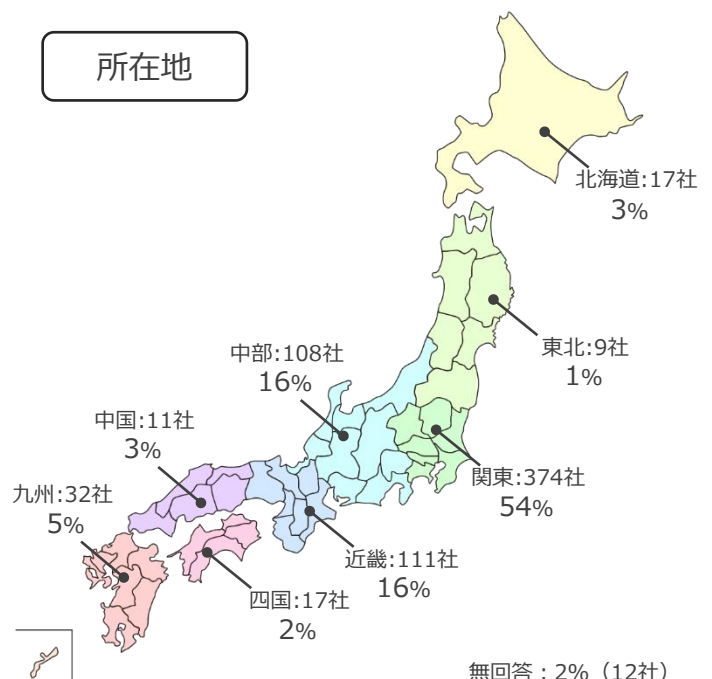 所在地
北海道:17社
3%
東北:9社
1%
中部:108社
16%
中国:11社
3%
関東:374社
54%
九州:32社
5%
近畿:111社
16%
四国:17社
2%
無回答：2%（12社）